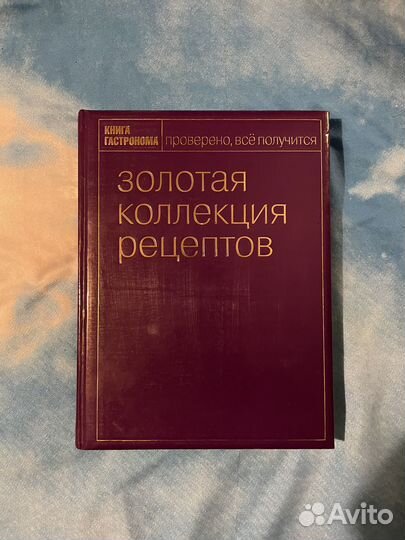 КНИГА
ГАСТРОНОМА
проверено, всё получится
золотая
коллекция
рецептов
Avito